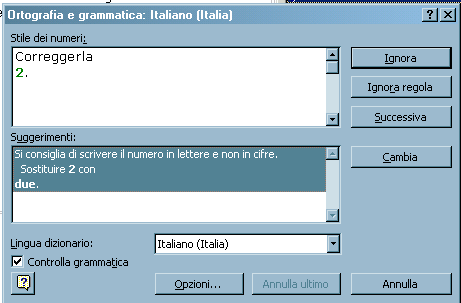 Ortografia e grammatica: Italiano (Italia)
Stile dei numeri:
Correggerla
2.
Ignora
Ignora regola
Successiva
Suggerimenti:
Si consiglia di scrivere il numero in lettere e non in cifre.
Sostituire 2 con
due.
Cambia
Lingua dizionario:
Italiano (Italia)
Controlla grammatica
Opzioni...
Annulla ultimo
Annulla